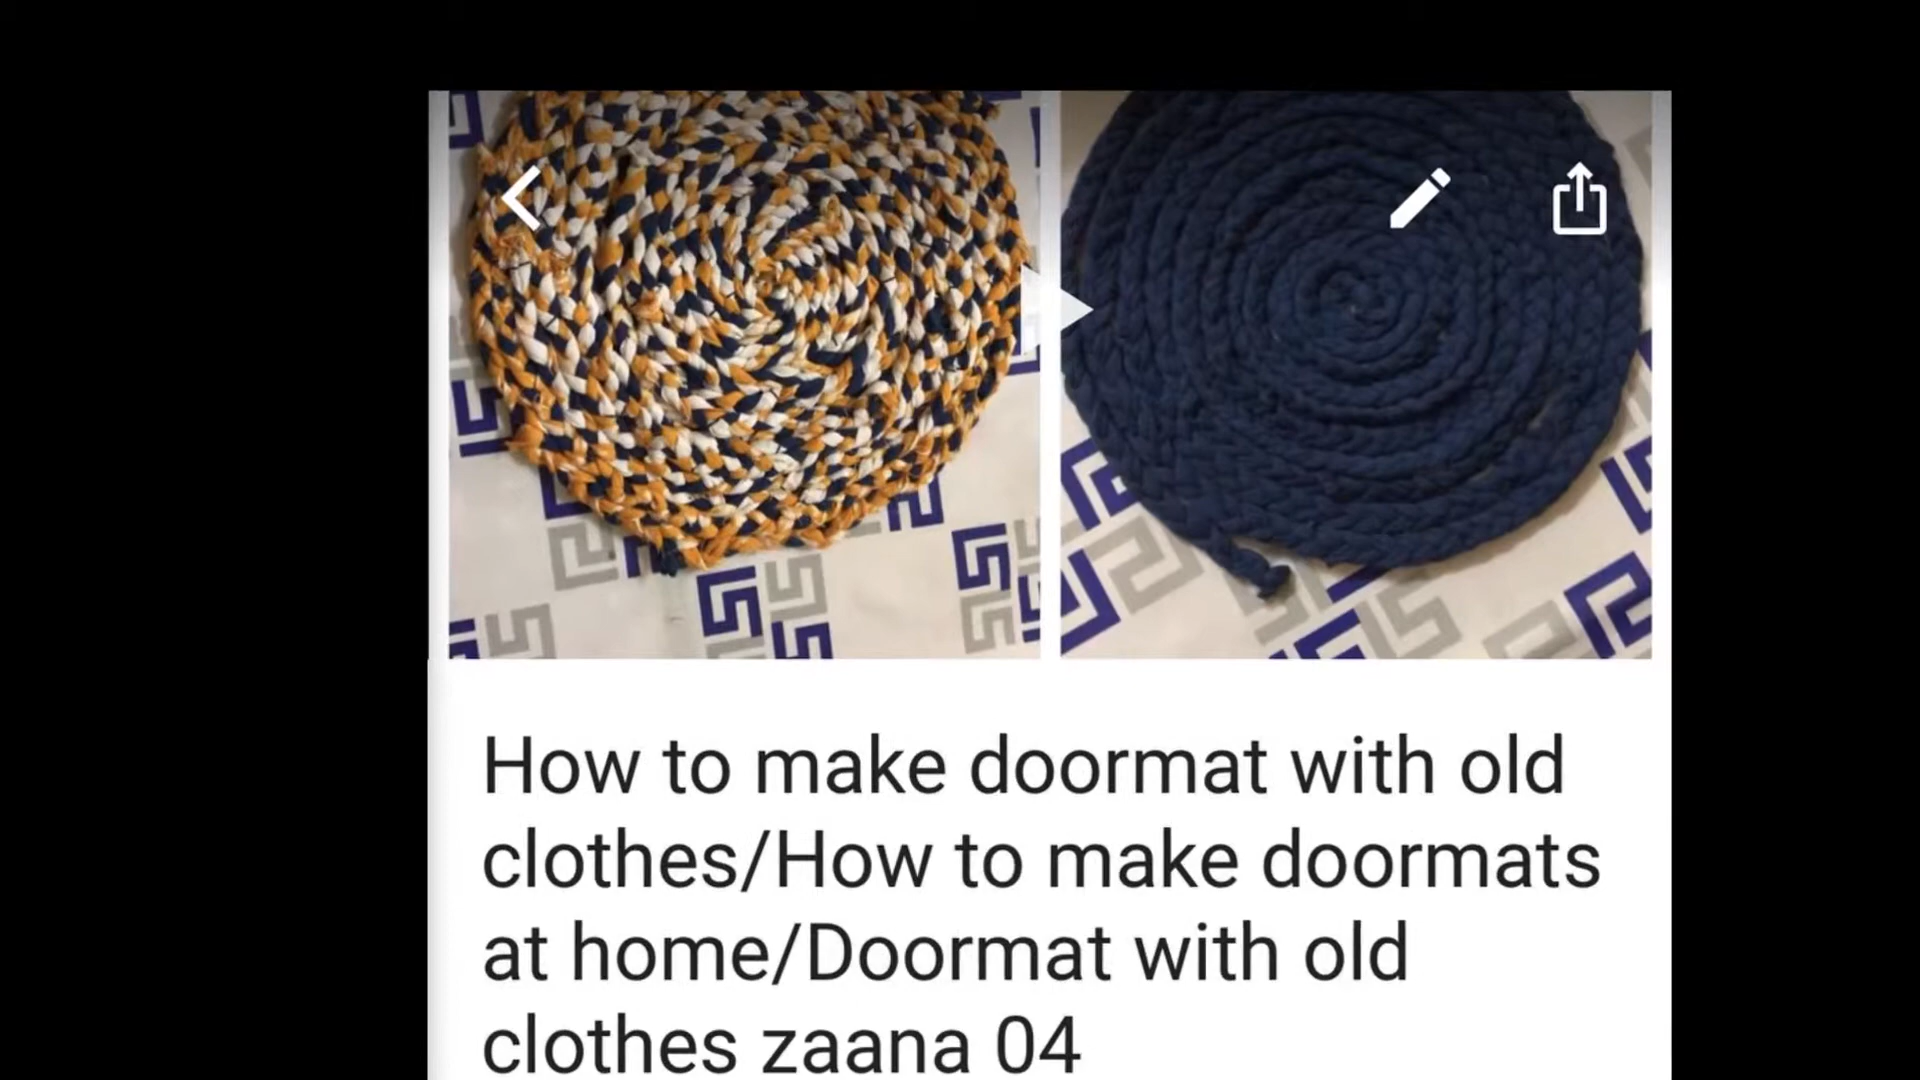 How to make doormat with old
clothes/How to make doormats
at home/Doormat with old
clothes zaana 04